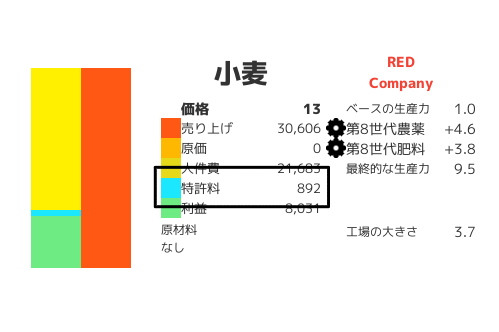 小麦
価格 13
売り上げ 30,606
原価 0
人件費 21,683
特許料 892
利益 8,031
原材料
なし
RED
Company
ベースの生産力 1.0
第8世代農薬 +4.6
第8世代肥料 +3.8
最終的な生産力 9.5
工場の大きさ 3.7